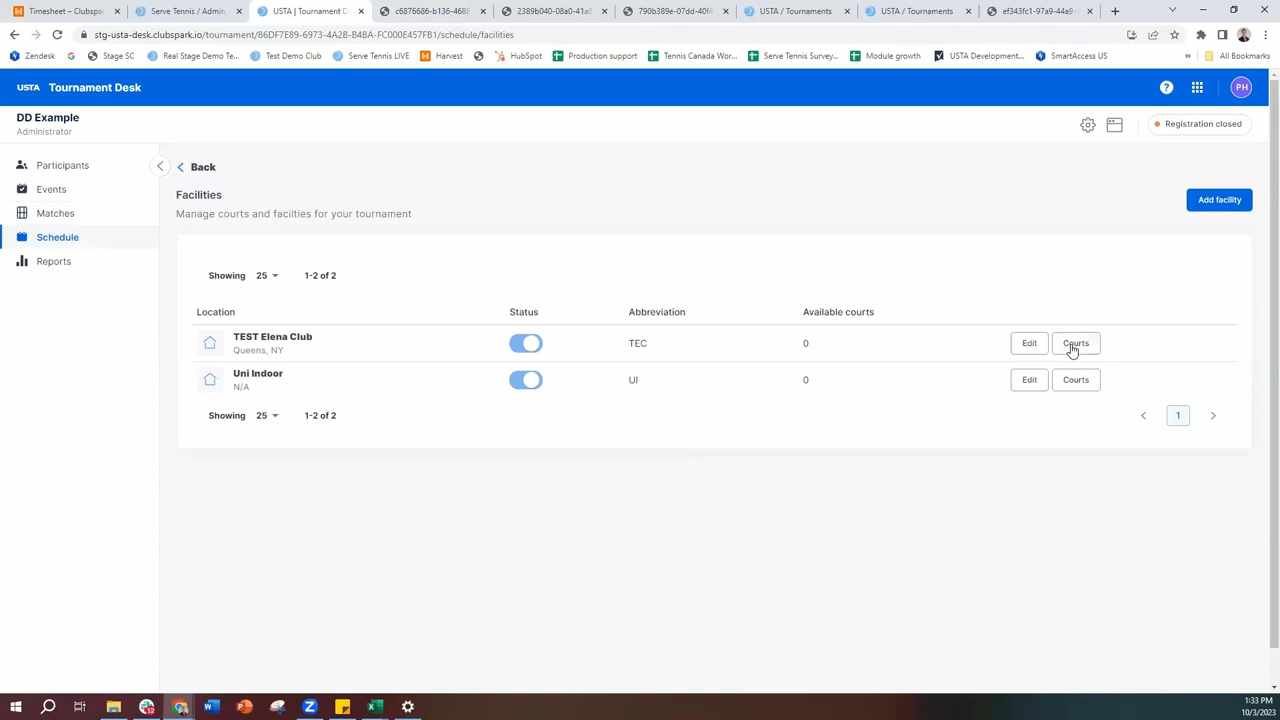 Timesheet – Clubspa
Serve Tennis / Admin
USTA | Tournament D
c6876686-b136-4688
2389b040-08a0-41a8
790b389e-07dd-40f4
USTA / Tournaments
USTA / Tournaments
ef343fc1-97a9-44a9
stg-usta-desk.clubspark.io/tournament/86DF7E89-6973-4A2B-B4BA-FC000E457FB1/schedule/facilities
Zendesk
Stage SC
Real Stage Demo Te...
Test Demo Club
Serve Tennis LIVE
Harvest
HubSpot
Production support
Tennis Canada Wor...
Serve Tennis Suppo...
Module growth
USTA Development...
SmartAccess US
»
All Bookmarks
USTA Tournament Desk
?
PH
DD Example
Administrator
Registration closed
Participants
Events
Matches
Schedule
Reports
Back
Facilities
Manage courts and facilties for your tournament
Add facility
Showing 25 1-2 of 2
Location Status Abbreviation Available courts
TEST Elena Club
Queens, NY
TEC 0 Edit Courts
Uni Indoor
N/A
UI 0 Edit Courts
Showing 25 1-2 of 2
1
1:33 PM
10/3/2023